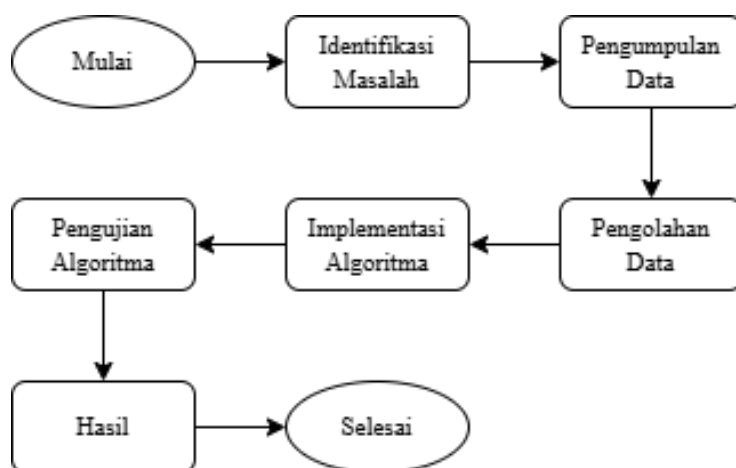 Mulai
Identifikasi
Masalah
Pengumpulan
Data
Pengolahan
Data
Implementasi
Algoritma
Pengujian
Algoritma
Hasil
Selesai